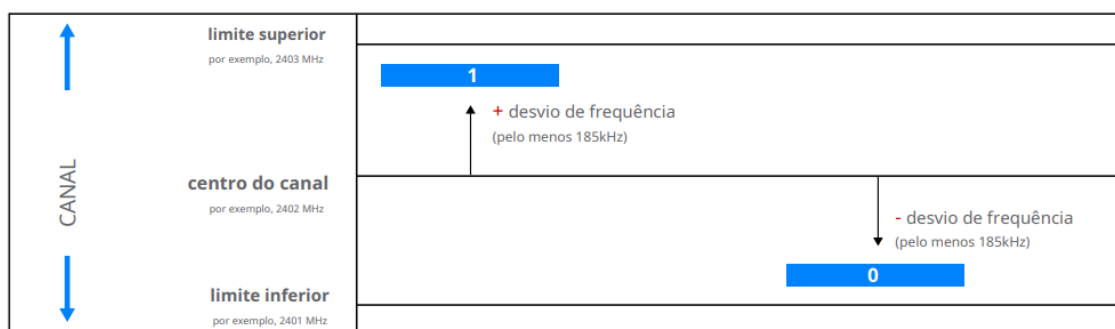 limite superior
por exemplo, 2403 MHz
1
+ desvio de frequência
(pelo menos 185kHz)
CANAL
centro do canal
por exemplo, 2402 MHz
- desvio de frequência
(pelo menos 185kHz)
0
limite inferior
por exemplo, 2401 MHz